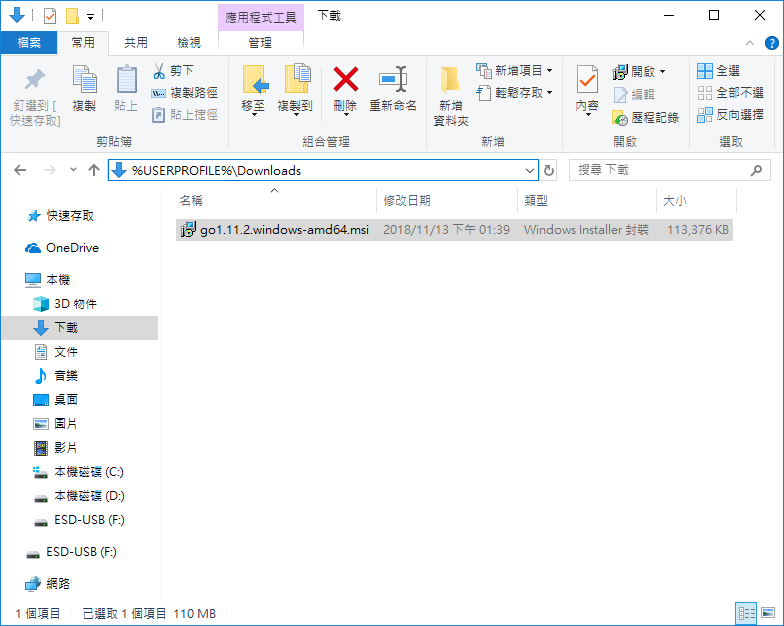 應用程式工具 下載
檔案 常用 共用 檢視 管理
釘選到 [
快速存取]
複製
貼上
剪下
複製路徑
貼上捷徑
剪貼簿
移至
複製到
刪除
重新命名
組合管理
新增
資料夾
新增項目
輕鬆存取
新增
內容
開啟
編輯
歷程記錄
開啟
全選
全部不選
反向選擇
選取
%USERPROFILE%\Downloads
搜尋 下載
名稱 修改日期 類型 大小
go1.11.2.windows-amd64.msi 2018/11/13 下午 01:39 Windows Installer 封裝 113,376 KB
快速存取
OneDrive
本機
3D 物件
下載
文件
音樂
桌面
圖片
影片
本機磁碟 (C:)
本機磁碟 (D:)
ESD-USB (F:)
ESD-USB (F:)
網路
1 個項目 已選取 1 個項目 110 MB